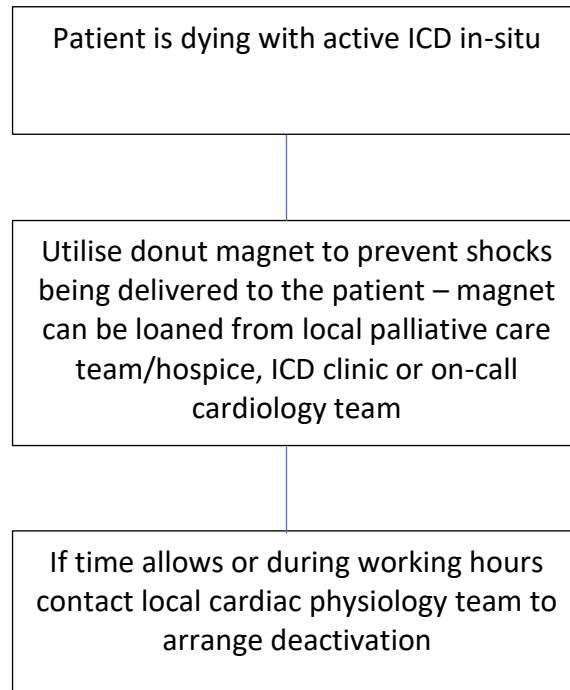 Patient is dying with active ICD in-situ
Utilise donut magnet to prevent shocks
being delivered to the patient – magnet
can be loaned from local palliative care
team/hospice, ICD clinic or on-call
cardiology team
If time allows or during working hours
contact local cardiac physiology team to
arrange deactivation